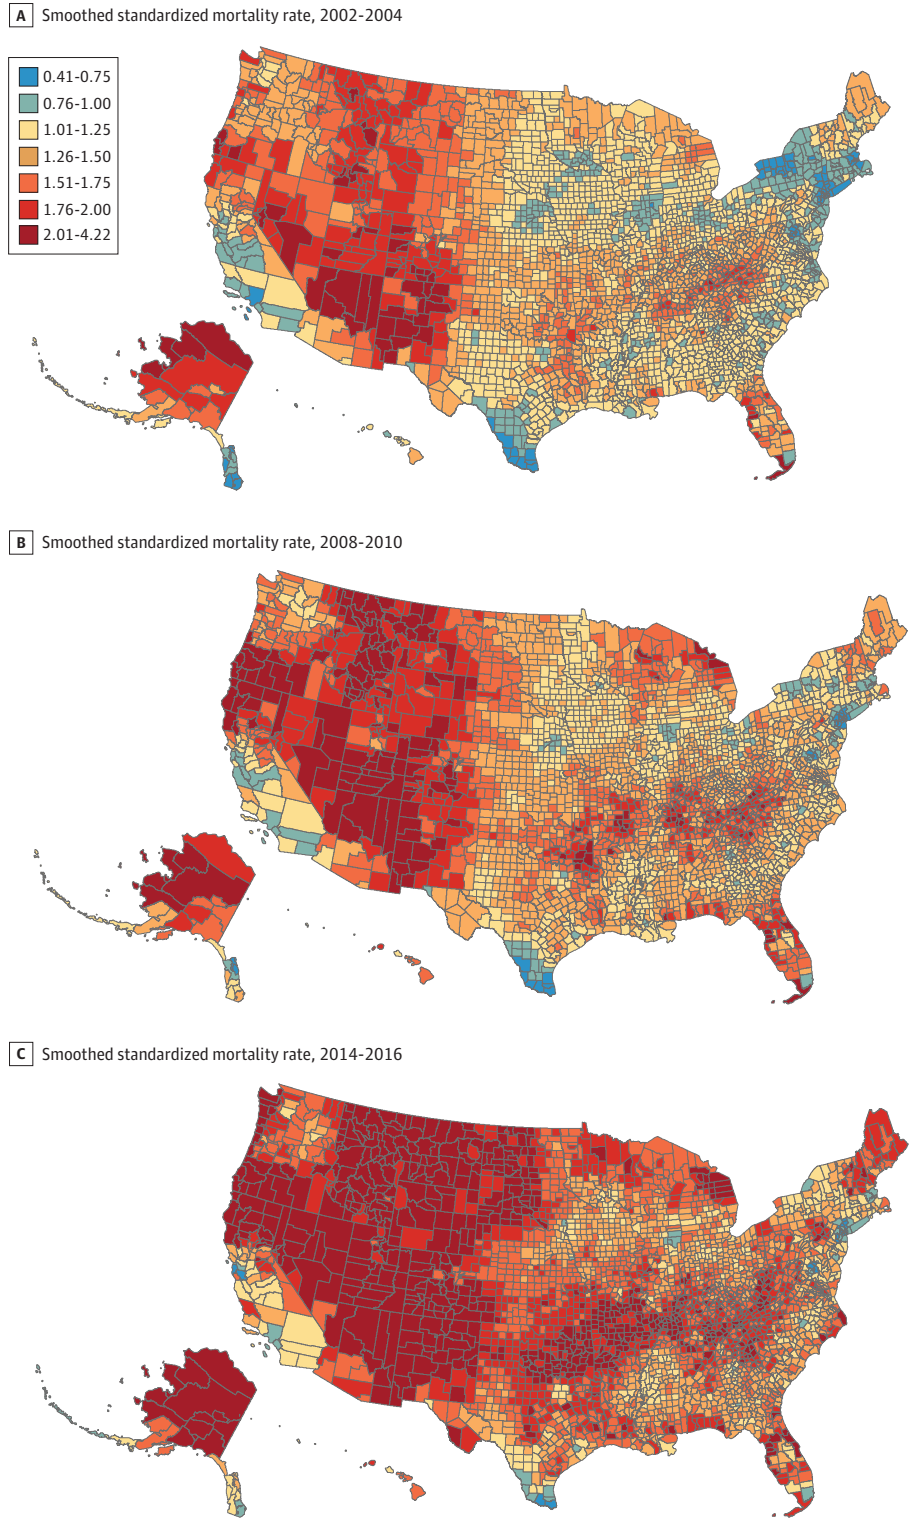 A Smoothed standardized mortality rate, 2002-2004
0.41-0.75
0.76-1.00
1.01-1.25
1.26-1.50
1.51-1.75
1.76-2.00
2.01-4.22
B Smoothed standardized mortality rate, 2008-2010
C Smoothed standardized mortality rate, 2014-2016